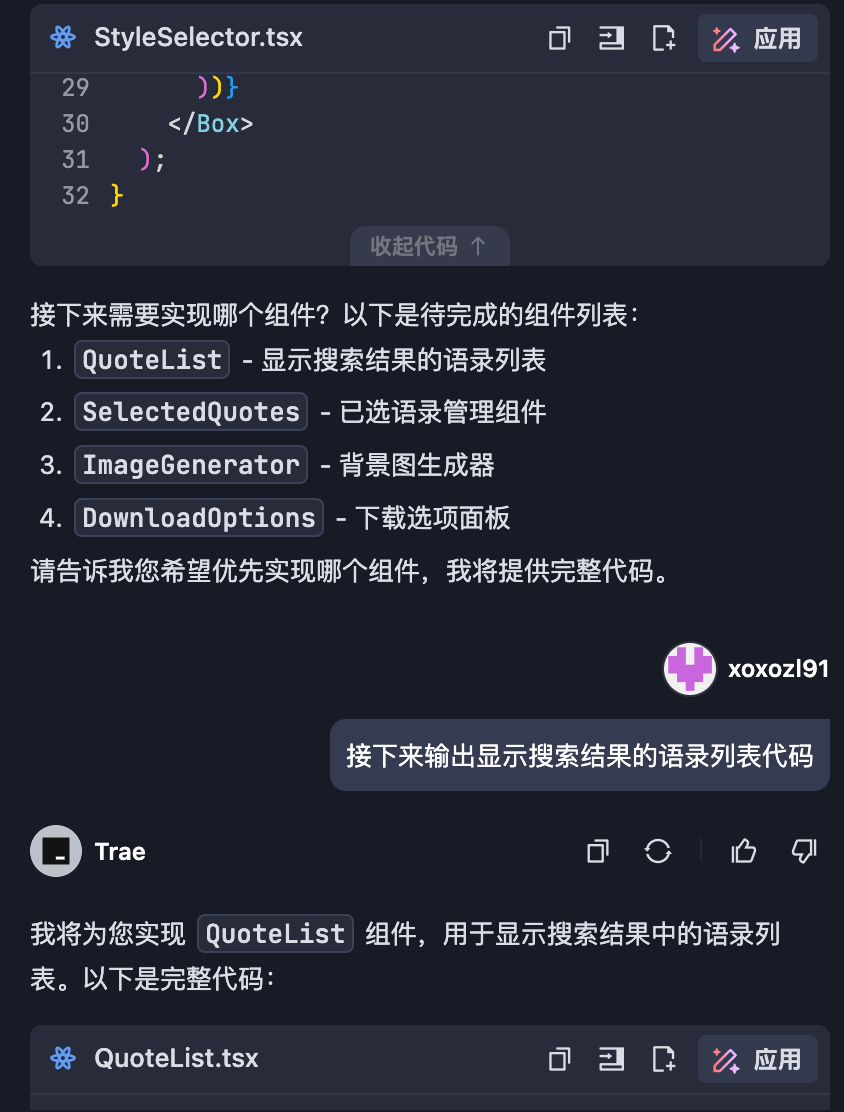 StyleSelector.tsx
应用
29 ))}
30 </Box>
31 );
32 }
收起代码 ↑
接下来需要实现哪个组件？以下是待完成的组件列表：
1. QuoteList - 显示搜索结果的语录列表
2. SelectedQuotes - 已选语录管理组件
3. ImageGenerator - 背景图生成器
4. DownloadOptions - 下载选项面板
请告诉我您希望优先实现哪个组件，我将提供完整代码。
xoxozl91
接下来输出显示搜索结果的语录列表代码
Trae
我将为您实现 QuoteList 组件，用于显示搜索结果中的语录列
表。以下是完整代码：
QuoteList.tsx
应用